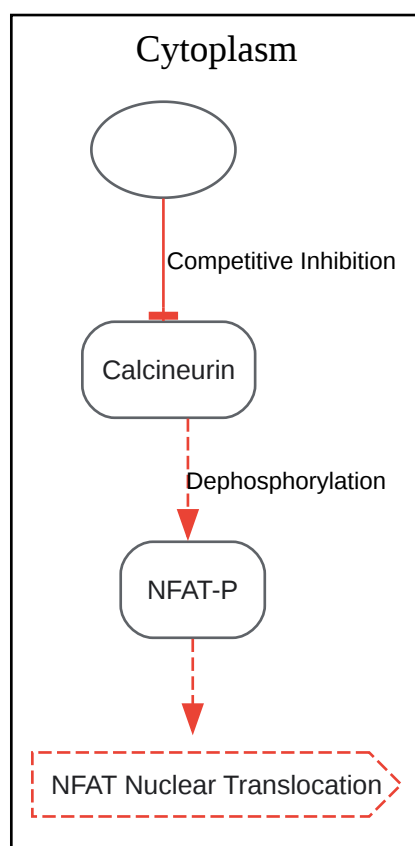 Cytoplasm
Competitive Inhibition
Calcineurin
Dephosphorylation
NFAT-P
NFAT Nuclear Translocation